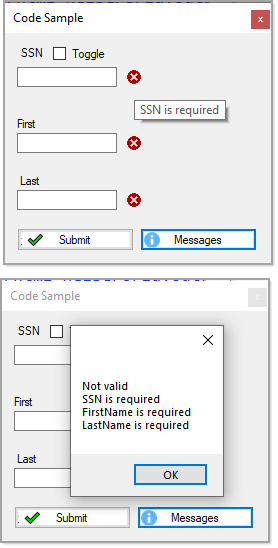 Code Sample
x
SSN Toggle
SSN is required
First
Last
Submit Messages
Code Sample
x
SSN
Not valid
SSN is required
FirstName is required
LastName is required
First
Last
OK
Submit Messages